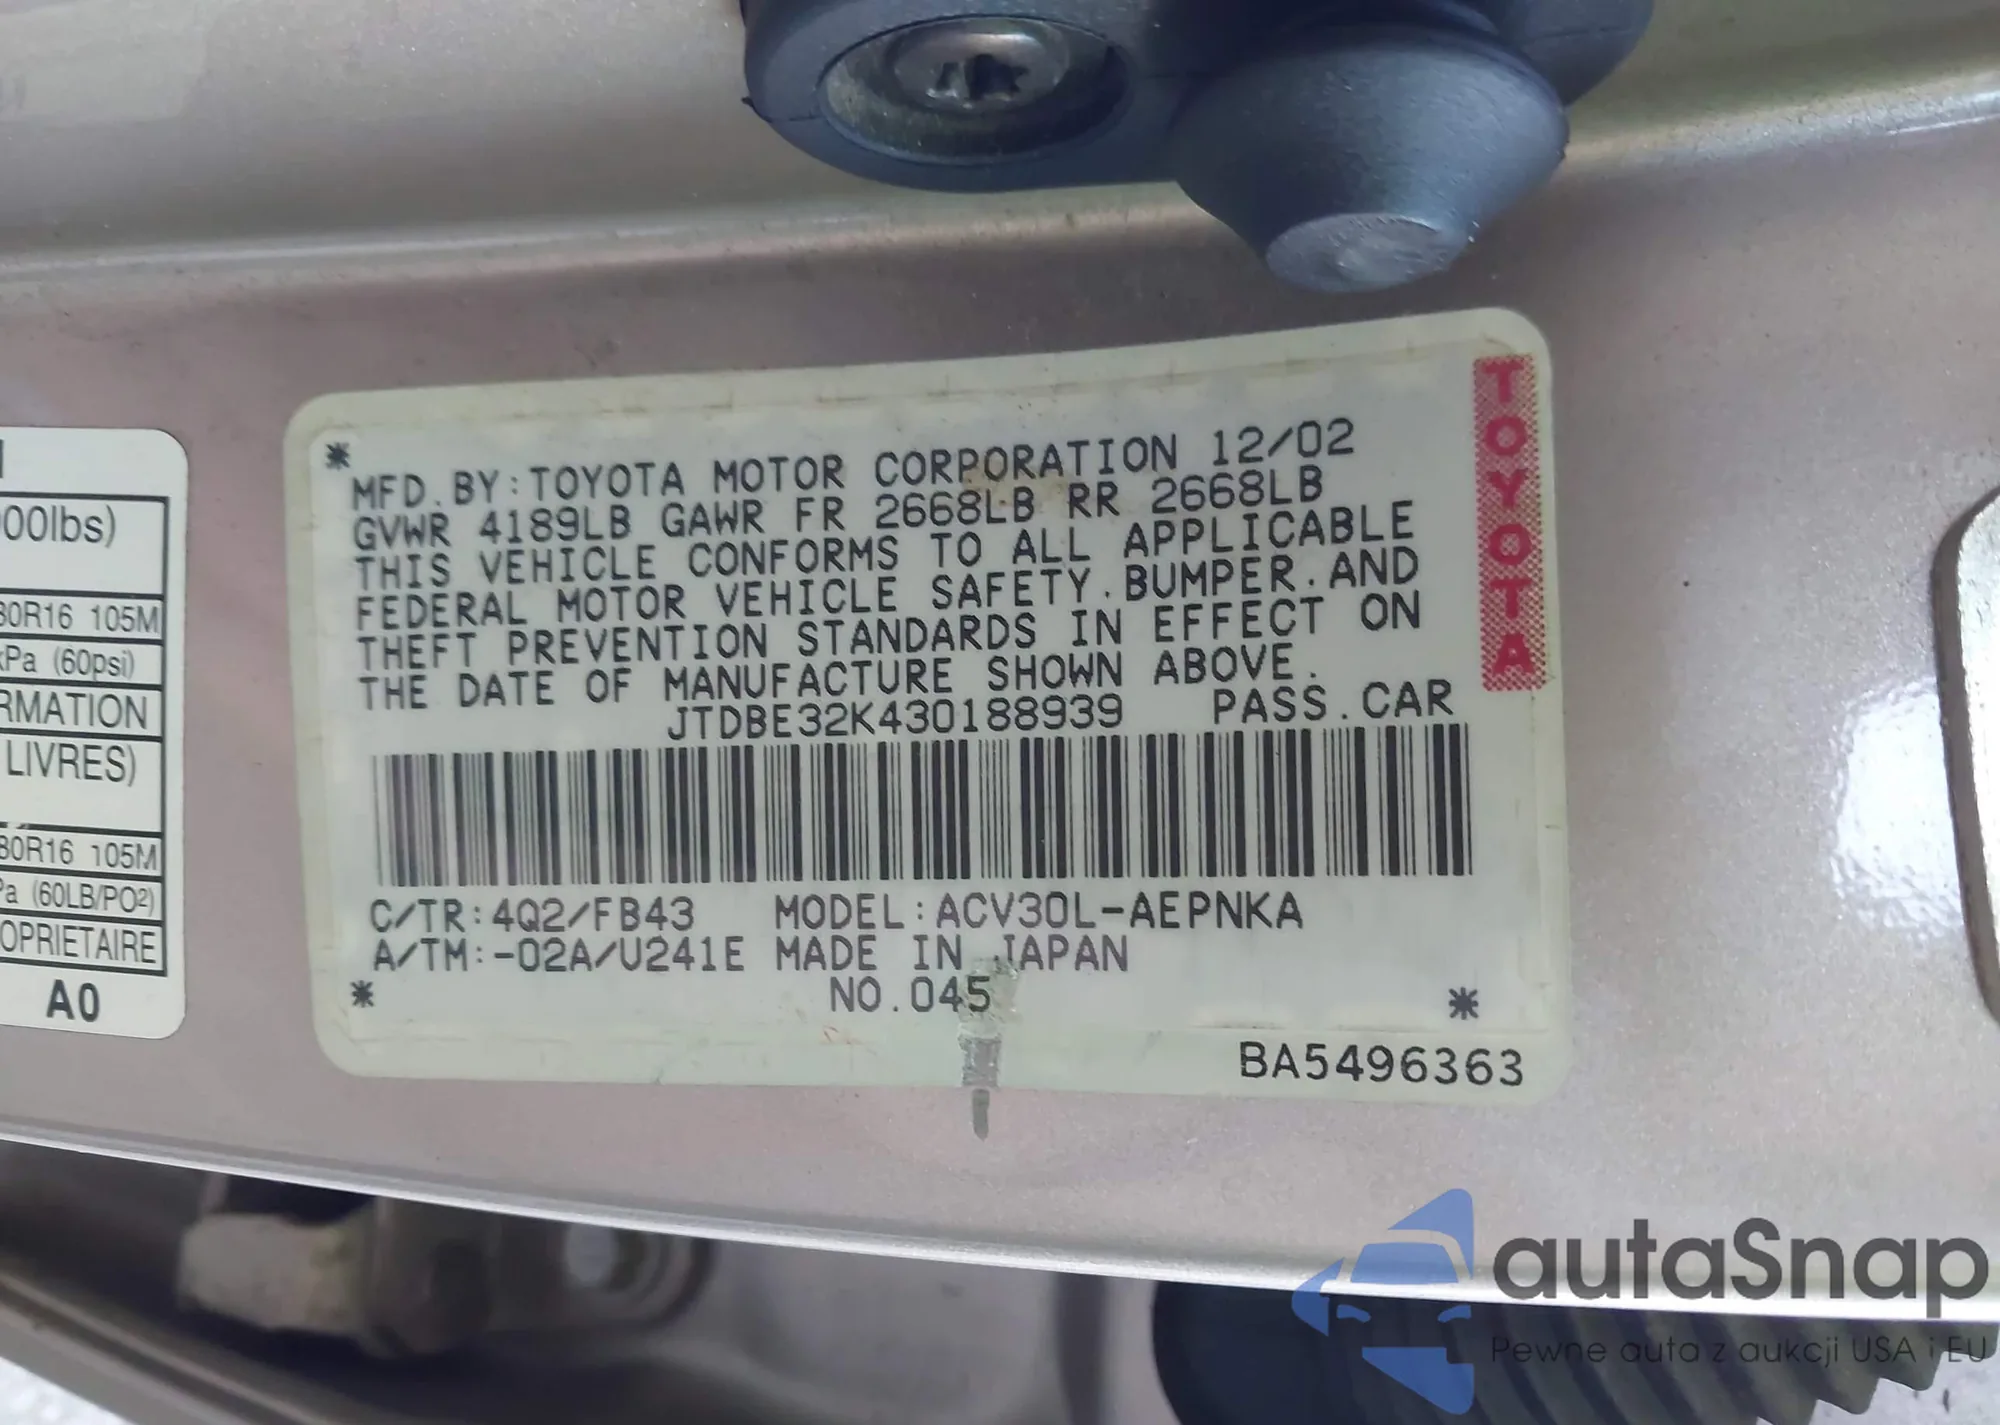 00lbs)
80R16 105M
kPa (60psi)
RMATION
LIVRES)
80R16 105M
Pa (60LB/PO²)
OPRIETAIRE
A0
*
MFD.BY:TOYOTA MOTOR CORPORATION 12/02
GVWR 4189LB GAWR FR 2668LB RR 2668LB
THIS VEHICLE CONFORMS TO ALL APPLICABLE
FEDERAL MOTOR VEHICLE SAFETY.BUMPER.AND
THEFT PREVENTION STANDARDS IN EFFECT ON
THE DATE OF MANUFACTURE SHOWN ABOVE.
JTDBE32K430188939 PASS.CAR
C/TR:4Q2/FB43 MODEL:ACV30L-AEPNKA
A/TM:-02A/U241E MADE IN JAPAN
* NO.045 *
BA5496363
TOYOTA
autaSnap
Pewne auta z aukcji USA i EU